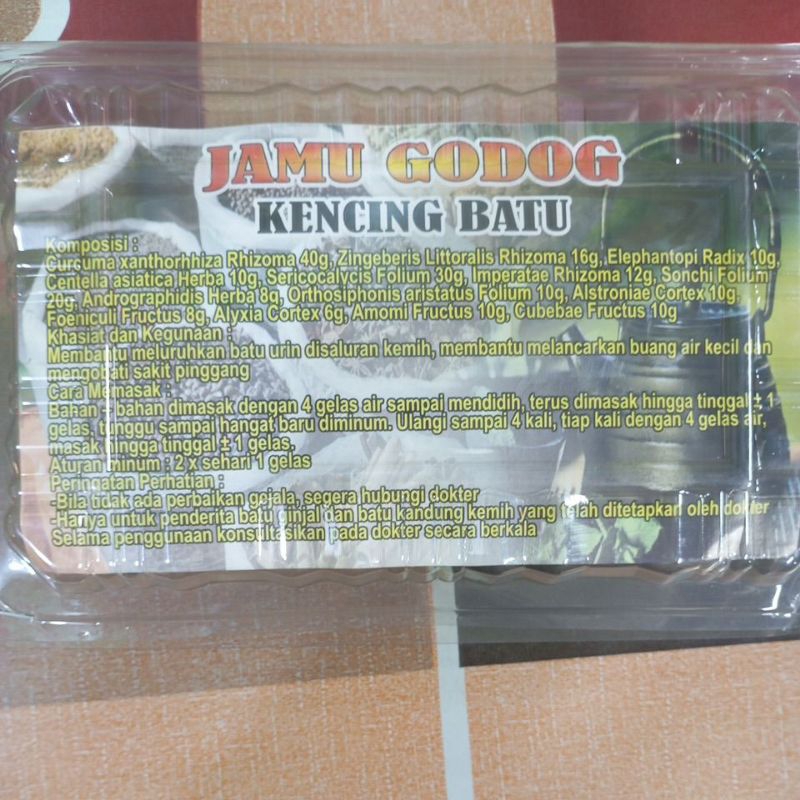 JAMU GODOG
KENCING BATU
Komposisi :
Curcuma xanthorhhiza Rhizoma 40g, Zingeberis Littoralis Rhizoma 16g, Elephantopi Radix 10g,
Centella asiatica Herba 10g, Sericocalycis Folium 30g, Imperatae Rhizoma 12g, Sonchi Folium
20g, Andrographidis Herba 8g, Orthosiphonis aristatus Folium 10g, Alstroniae Cortex 10g
Foeniculi Fructus 8g, Alyxia Cortex 6g, Amomi Fructus 10g, Cubebae Fructus 10g
Khasiat dan Kegunaan :
Membantu meluruhkan batu urin disaluran kemih, membantu melancarkan buang air kecil dan
mengobati sakit pinggang
Cara Memasak :
Bahan - bahan dimasak dengan 4 gelas air sampai mendidih, terus dimasak hingga tinggal ± 1
gelas, tunggu sampai hangat baru diminum. Ulangi sampai 4 kali, tiap kali dengan 4 gelas air,
masak hingga tinggal ± 1 gelas.
Aturan minum : 2 x sehari 1 gelas
Peringatan Perhatian :
-Bila tidak ada perbaikan gejala, segera hubungi dokter
-Hanya untuk penderita batu ginjal dan batu kandung kemih yang telah ditetapkan oleh dokter
Selama penggunaan konsultasikan pada dokter secara berkala